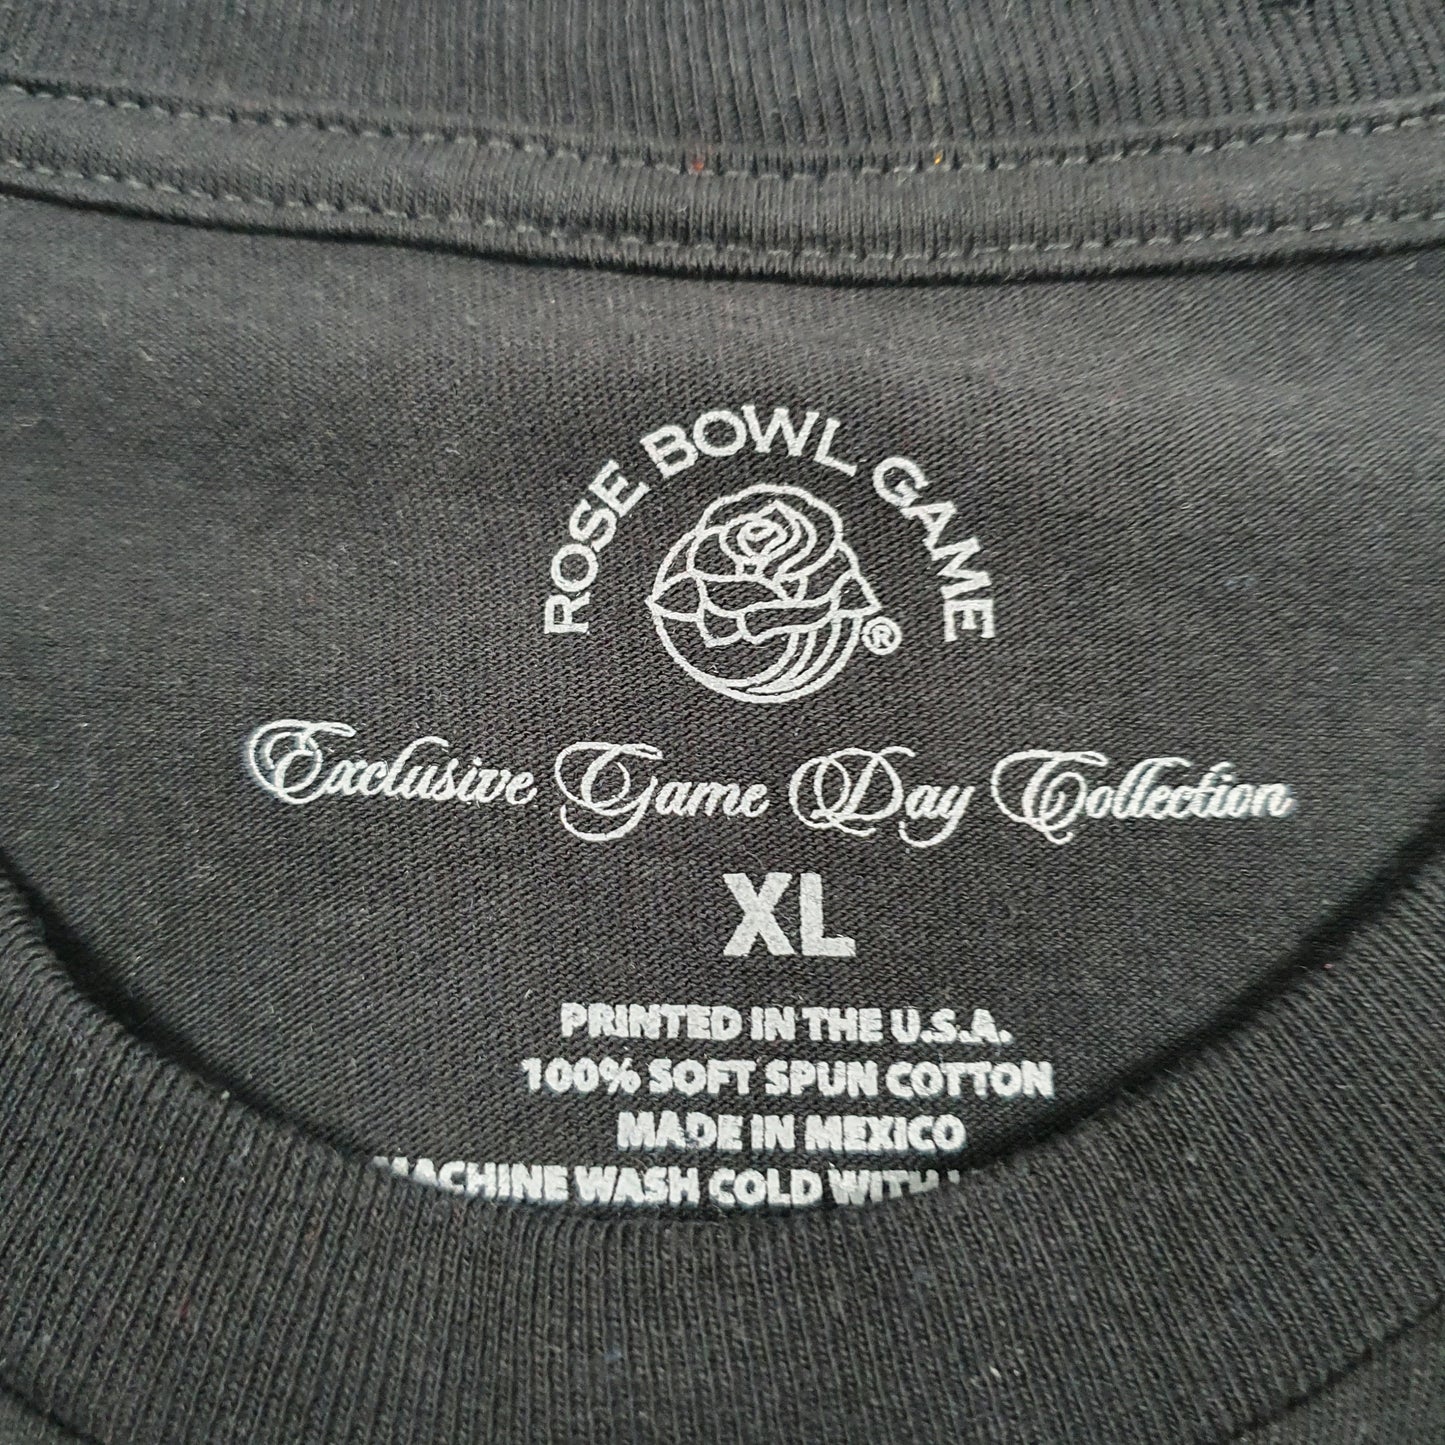 ROSE BOWL GAME
®
Exclusive Game Day Collection
XL
PRINTED IN THE U.S.A.
100% SOFT SPUN COTTON
MADE IN MEXICO
MACHINE WASH COLD WITH